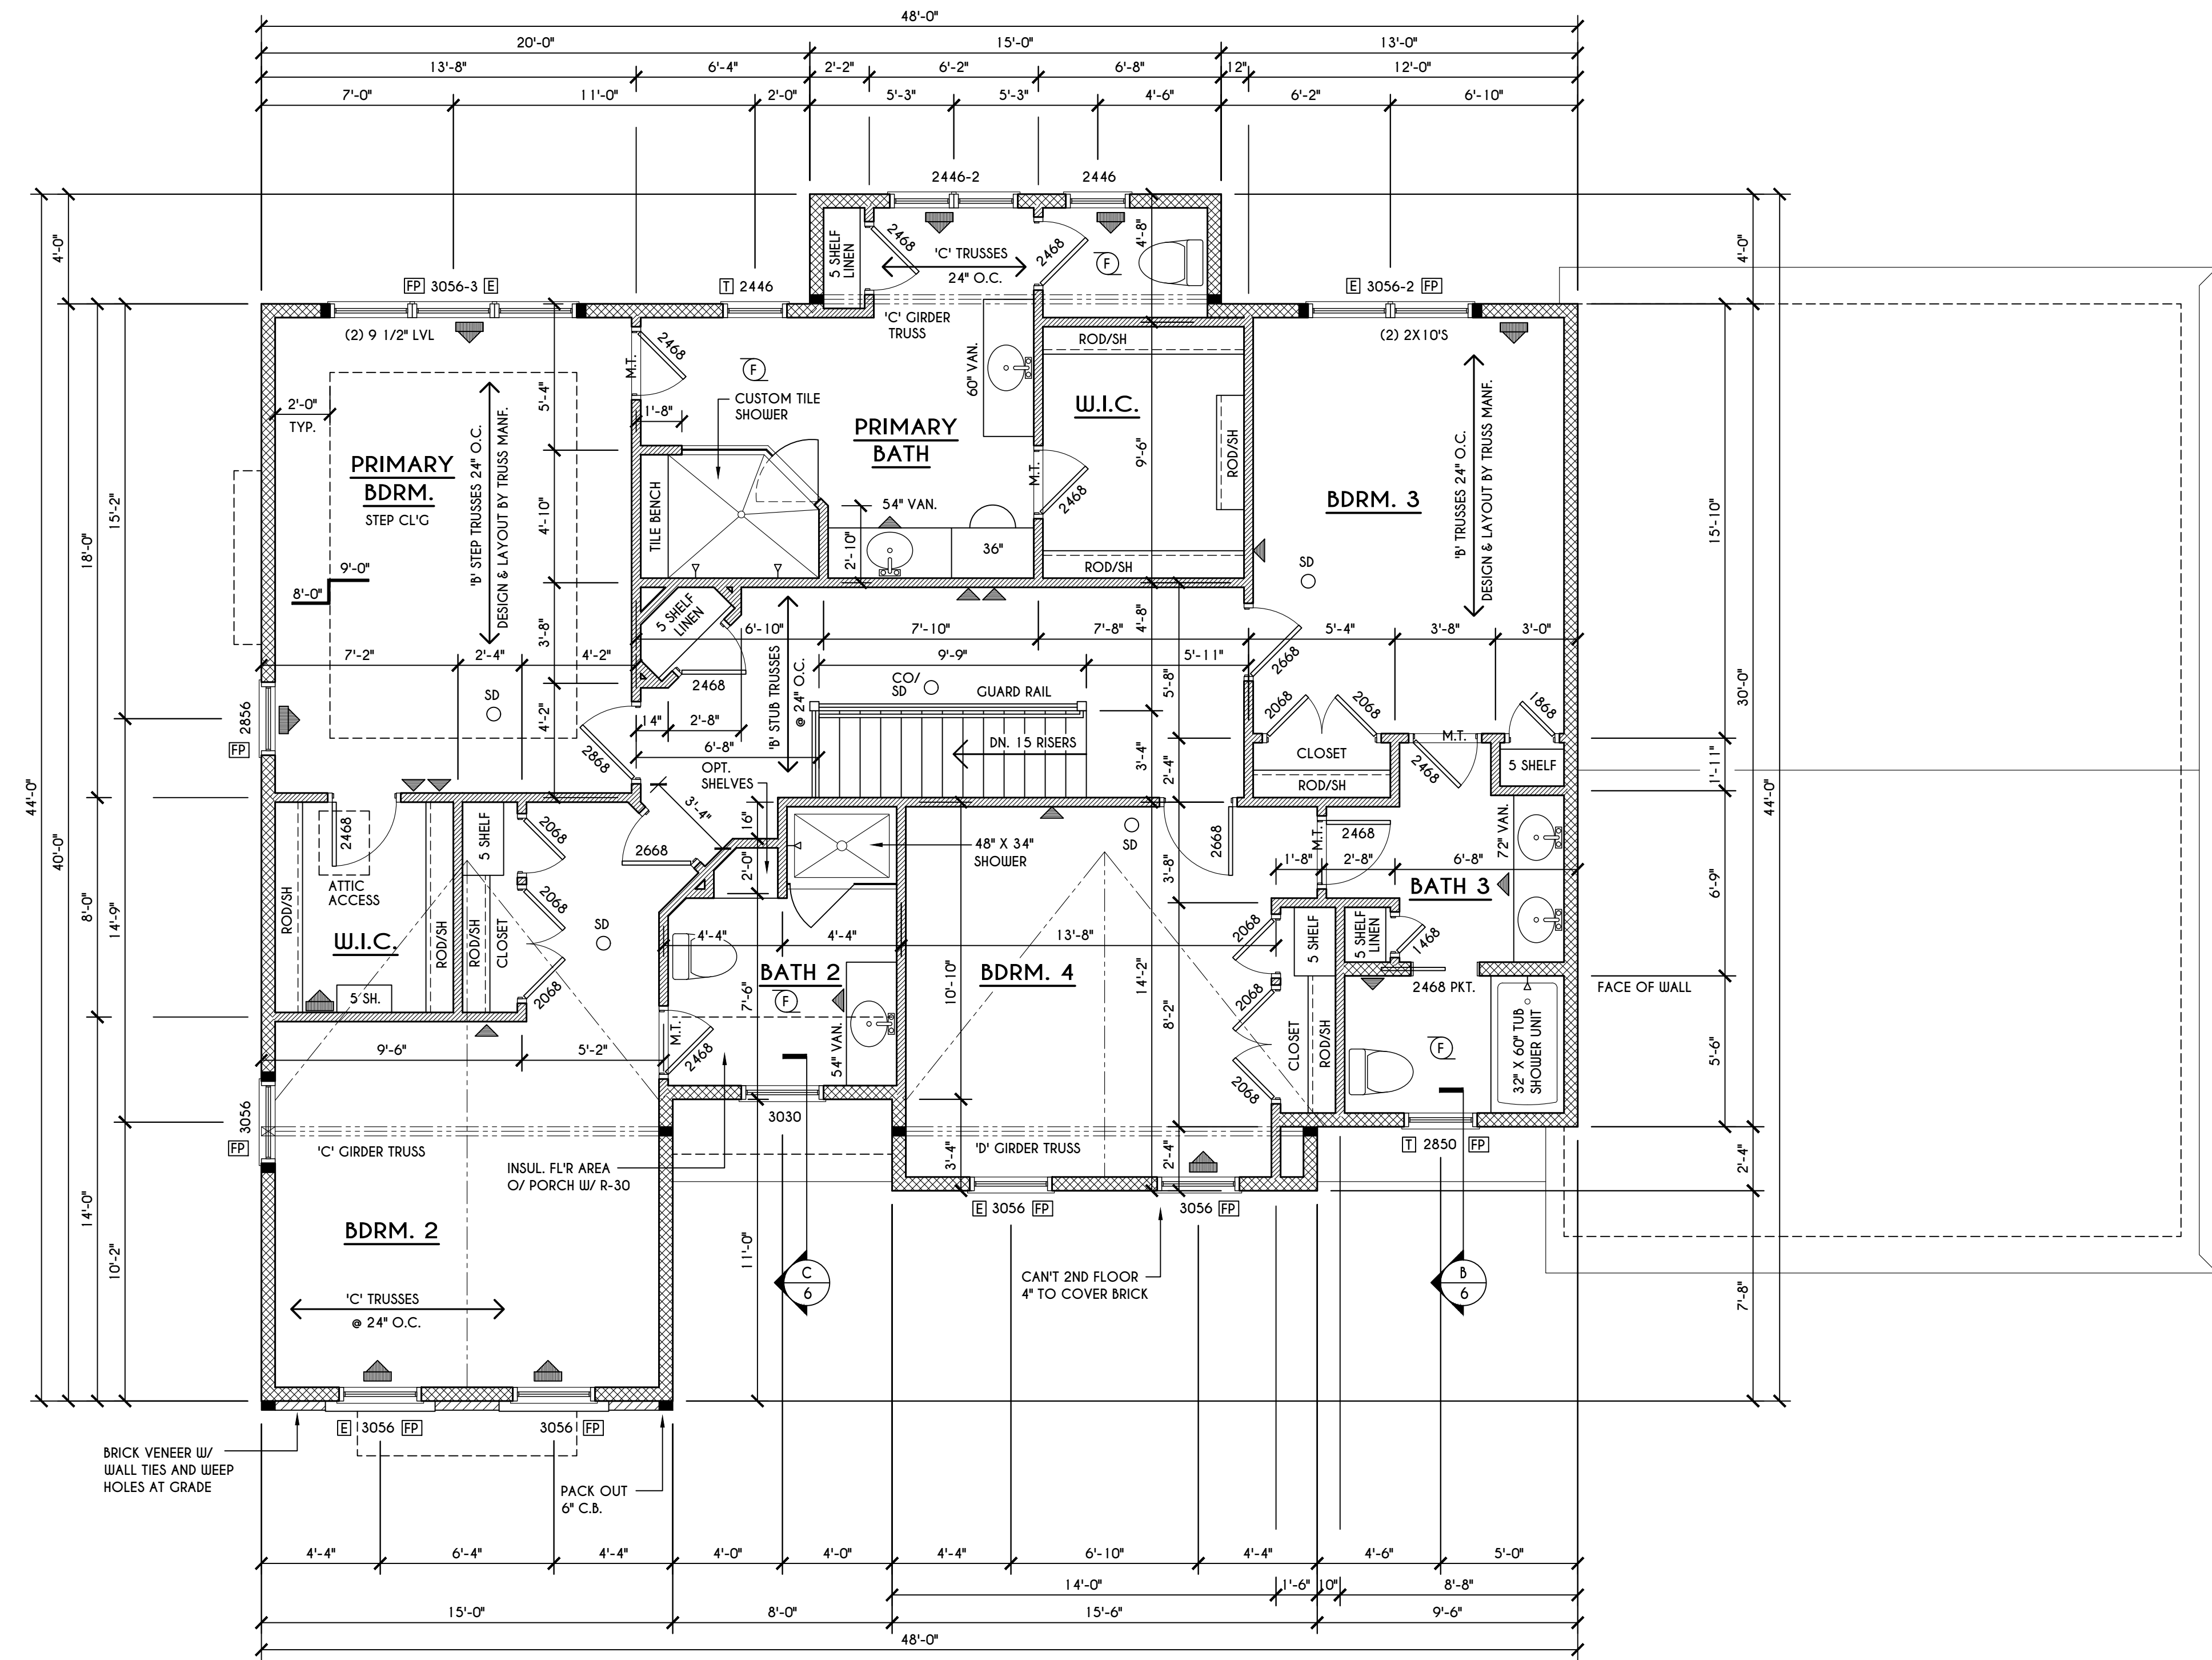 48'-0"
20'-0" 15'-0" 13'-0"
13'-8" 6'-4" 2'-2" 6'-2" 6'-8" 12" 12'-0"
7'-0" 11'-0" 2'-0" 5'-3" 5'-3" 4'-6" 6'-2" 6'-10"
2446-2 2446
4'-0"
5 SHELF
LINEN
2468
'C' TRUSSES
24" O.C.
2468
F
4'-8"
4'-0"
FP 3056-3 E
T 2446
E 3056-2 FP
(2) 9 1/2" LVL
'C' GIRDER
TRUSS
(2) 2X10'S
M.T.
2468
F
60" VAN.
ROD/SH
2'-0"
TYP.
5'-4"
1'-8"
CUSTOM TILE
SHOWER
PRIMARY
BATH
W.I.C.
ROD/SH
9'-6"
PRIMARY
BDRM.
STEP CL'G
'B' STEP TRUSSES 24" O.C.
DESIGN & LAYOUT BY TRUSS MANF.
4'-10"
TILE BENCH
54" VAN.
2'-10"
36"
M.T.
2468
ROD/SH
BDRM. 3
'B' TRUSSES 24" O.C.
DESIGN & LAYOUT BY TRUSS MANF.
SD
15'-2"
18'-0"
15'-10"
30'-0"
9'-0"
8'-0"
3'-8"
5 SHELF
LINEN
6'-10" 7'-10" 7'-8" 5'-4" 3'-8" 3'-0"
4'-8"
7'-2" 2'-4" 4'-2"
9'-9" 5'-11"
2668
2468
'B' STUB TRUSSES
@ 24" O.C.
CO/
SD
GUARD RAIL
5'-8"
SD
4'-2"
14" 2'-8"
6'-8"
2868
2856
FP
DN. 15 RISERS
3'-4"
2'-4"
2068
2068
1868
M.T.
2468
CLOSET
ROD/SH
5 SHELF
1'-11"
OPT.
SHELVES
3'-4"
16"
2'-0"
44'-0"
40'-0"
8'-0"
14'-9"
44'-0"
2468
ATTIC
ACCESS
ROD/SH
W.I.C.
ROD/SH
5 SH.
5 SHELF
ROD/SH
CLOSET
2068
2068
2068
2668
SD
48" X 34"
SHOWER
SD
2668
M.T.
2468
3'-8"
1'-8" 2'-8" 6'-8"
72" VAN.
BATH 3
6'-9"
4'-4" 4'-4" 13'-8"
BATH 2
7'-6"
F
54" VAN.
M.T.
2468
BDRM. 4
10'-10"
14'-2"
8'-2"
2068
2068
2068
5 SHELF
CLOSET
ROD/SH
5 SHELF
LINEN
1468
2468 PKT.
FACE OF WALL
F
32" X 60" TUB
SHOWER UNIT
5'-6"
9'-6" 5'-2"
3056
FP
3030
'C' GIRDER TRUSS
INSUL. FL'R AREA
O/ PORCH W/ R-30
'D' GIRDER TRUSS
3'-4"
2'-4"
T 2850 FP
2'-4"
E 3056 FP
3056 FP
14'-0"
10'-2"
BDRM. 2
11'-0"
C
6
CAN'T 2ND FLOOR
4" TO COVER BRICK
B
6
7'-8"
'C' TRUSSES
@ 24" O.C.
E 3056 FP
3056 FP
BRICK VENEER W/
WALL TIES AND WEEP
HOLES AT GRADE
PACK OUT
6" C.B.
4'-4" 6'-4" 4'-4" 4'-0" 4'-0" 4'-4" 6'-10" 4'-4" 4'-6" 5'-0"
14'-0" 1'-6" 10" 8'-8"
15'-0" 8'-0" 15'-6" 9'-6"
48'-0"